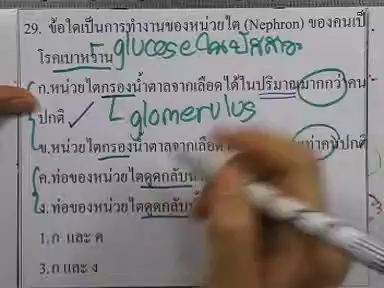 29. ข้อใดเป็นการทำงานของหน่วยไต (Nephron) ของคนเป็
โรคเบาหวาน glucose ในปัสสาวะ
ก.หน่วยไตกรองน้ำตาลจากเลือดได้ในปริมาณมากกว่าคน
ปกติ glomerulus
ข.หน่วยไตกรองน้ำตาลจากเลือด เท่าคนปกติ
ค.ท่อของหน่วยไตดูดกลับ
ง.ท่อของหน่วยไตดูดกลับ
1.ก และ ค
3.ก และ ง